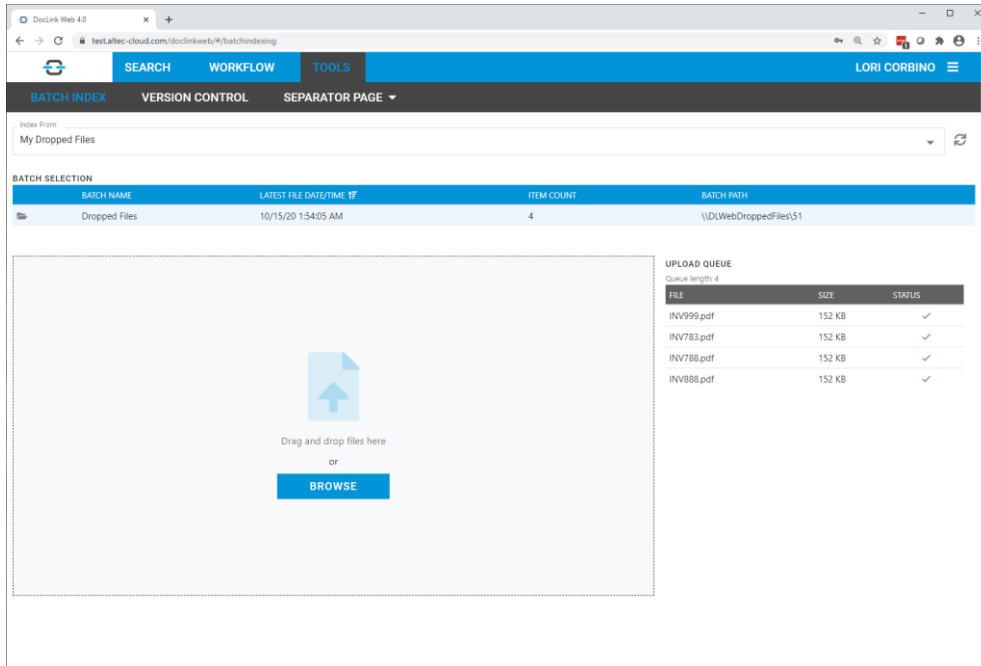 DocLink Web 4.0
test.altec-cloud.com/doclinkweb/#/batchindexing
SEARCH WORKFLOW TOOLS LORI CORBINO
BATCH INDEX VERSION CONTROL SEPARATOR PAGE
Index From:
My Dropped Files
BATCH SELECTION
BATCH NAME LATEST FILE DATE/TIME ITEM COUNT BATCH PATH
Dropped Files 10/15/20 1:54:05 AM 4 \\DLWebDroppedFiles\51
UPLOAD QUEUE
Queue length: 4
FILE SIZE STATUS
INV999.pdf 152 KB
INV783.pdf 152 KB
INV788.pdf 152 KB
INV888.pdf 152 KB
Drag and drop files here
or
BROWSE